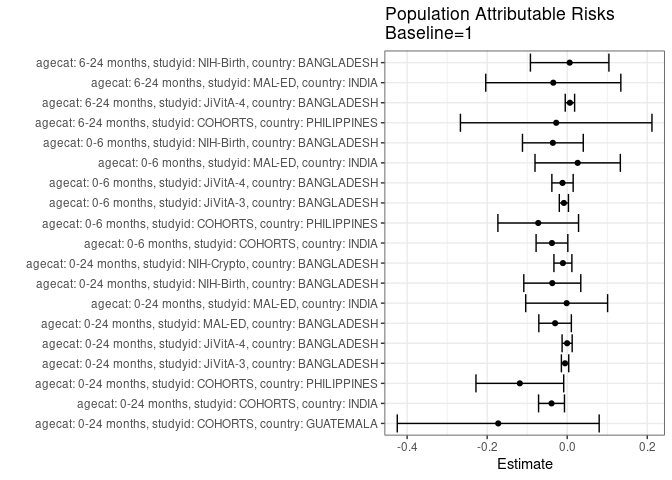 Population Attributable Risks
Baseline=1
agecat: 6-24 months, studyid: NIH-Birth, country: BANGLADESH
agecat: 6-24 months, studyid: MAL-ED, country: INDIA
agecat: 6-24 months, studyid: JiVitA-4, country: BANGLADESH
agecat: 6-24 months, studyid: COHORTS, country: PHILIPPINES
agecat: 0-6 months, studyid: NIH-Birth, country: BANGLADESH
agecat: 0-6 months, studyid: MAL-ED, country: INDIA
agecat: 0-6 months, studyid: JiVitA-4, country: BANGLADESH
agecat: 0-6 months, studyid: JiVitA-3, country: BANGLADESH
agecat: 0-6 months, studyid: COHORTS, country: PHILIPPINES
agecat: 0-6 months, studyid: COHORTS, country: INDIA
agecat: 0-24 months, studyid: NIH-Crypto, country: BANGLADESH
agecat: 0-24 months, studyid: NIH-Birth, country: BANGLADESH
agecat: 0-24 months, studyid: MAL-ED, country: INDIA
agecat: 0-24 months, studyid: MAL-ED, country: BANGLADESH
agecat: 0-24 months, studyid: JiVitA-4, country: BANGLADESH
agecat: 0-24 months, studyid: JiVitA-3, country: BANGLADESH
agecat: 0-24 months, studyid: COHORTS, country: PHILIPPINES
agecat: 0-24 months, studyid: COHORTS, country: INDIA
agecat: 0-24 months, studyid: COHORTS, country: GUATEMALA
-0.4 -0.2 0.0 0.2
Estimate